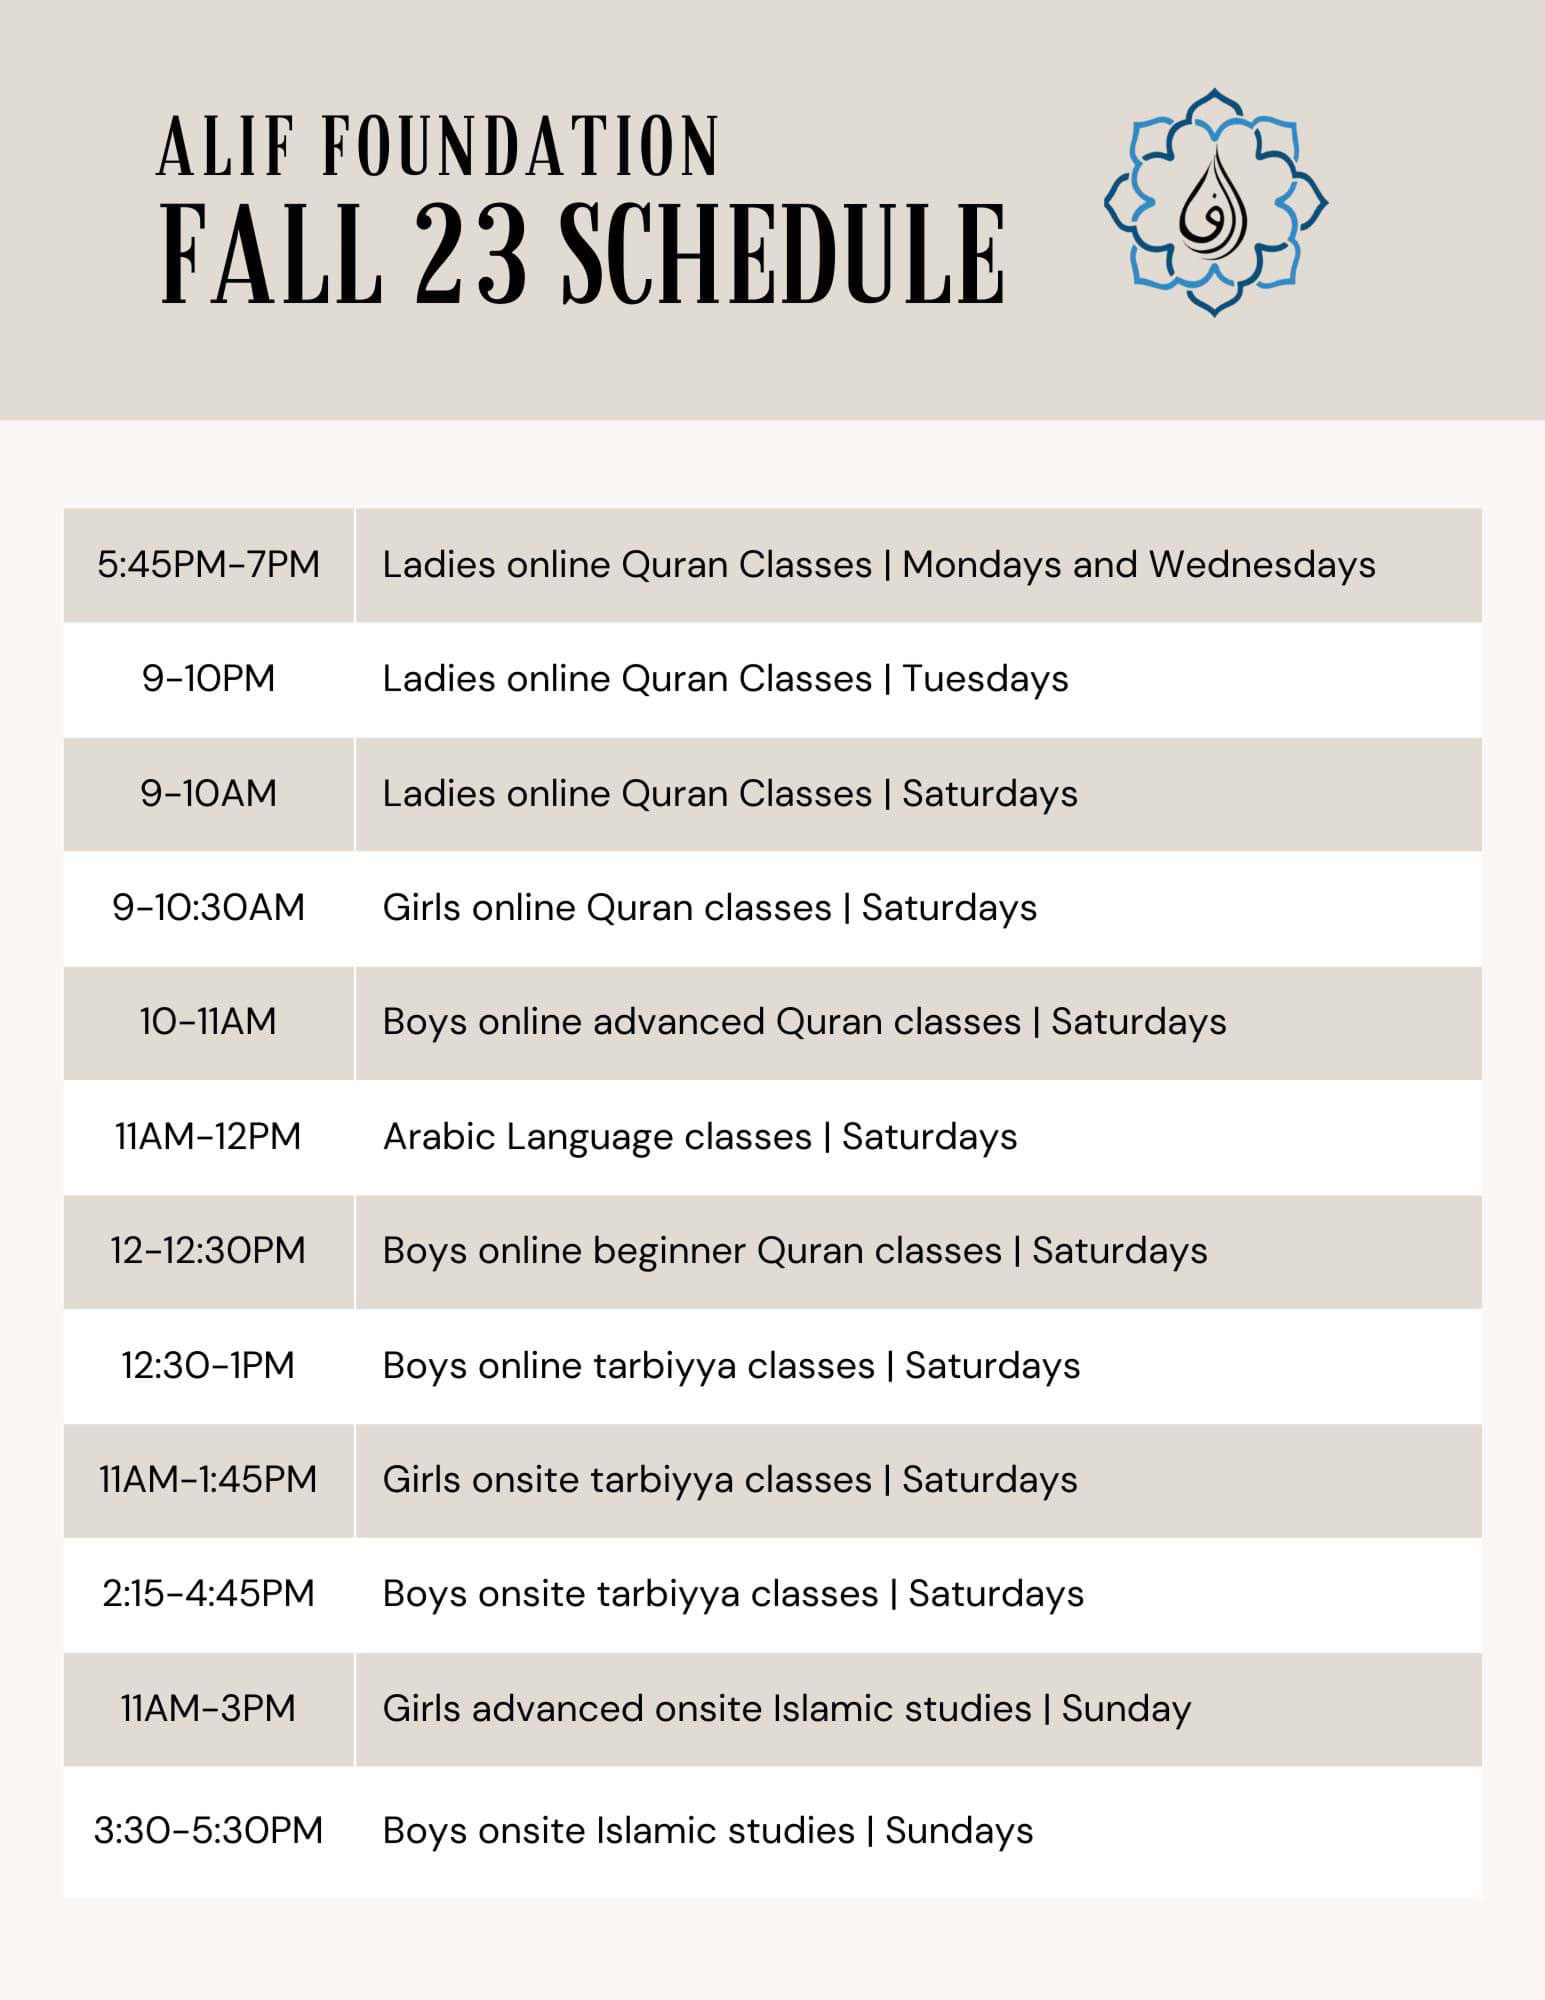 ALIF FOUNDATION
FALL 23 SCHEDULE
5:45PM-7PM Ladies online Quran Classes | Mondays and Wednesdays
9-10PM Ladies online Quran Classes | Tuesdays
9-10AM Ladies online Quran Classes | Saturdays
9-10:30AM Girls online Quran classes | Saturdays
10-11AM Boys online advanced Quran classes | Saturdays
11AM-12PM Arabic Language classes | Saturdays
12-12:30PM Boys online beginner Quran classes | Saturdays
12:30-1PM Boys online tarbiyya classes | Saturdays
11AM-1:45PM Girls onsite tarbiyya classes | Saturdays
2:15-4:45PM Boys onsite tarbiyya classes | Saturdays
11AM-3PM Girls advanced onsite Islamic studies | Sunday
3:30-5:30PM Boys onsite Islamic studies | Sundays